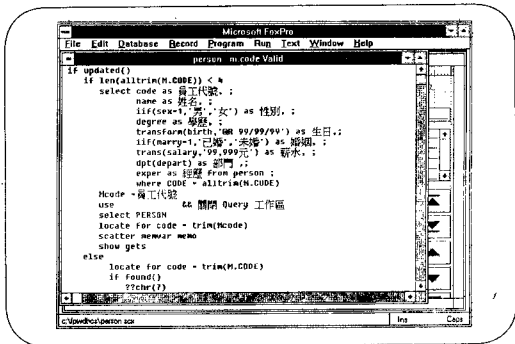 Microsoft FoxPro
File Edit Database Record Program Run Text Window Help
person m.code Valid
if updated()
if len(alltrim(M.CODE)) < 4
select code as 員工代號, ;
name as 姓名, ;
iif(sex=1,'男','女') as 性別, ;
degree as 學歷, ;
transform(birth,'@R 99/99/99') as 生日,;
iif(marry=1,'已婚','未婚') as 婚姻, ;
trans(salary,'99,999元') as 薪水, ;
dpt(depart) as 部門 ,;
exper as 經歷 from person ;
where CODE = alltrim(M.CODE)
Mcode = 員工代號
use && 關閉 Query 工作區
select PERSON
locate for code = trim(Mcode)
scatter memvar memo
show gets
else
locate for code = trim(M.CODE)
if found()
??chr(7)
Ins Caps